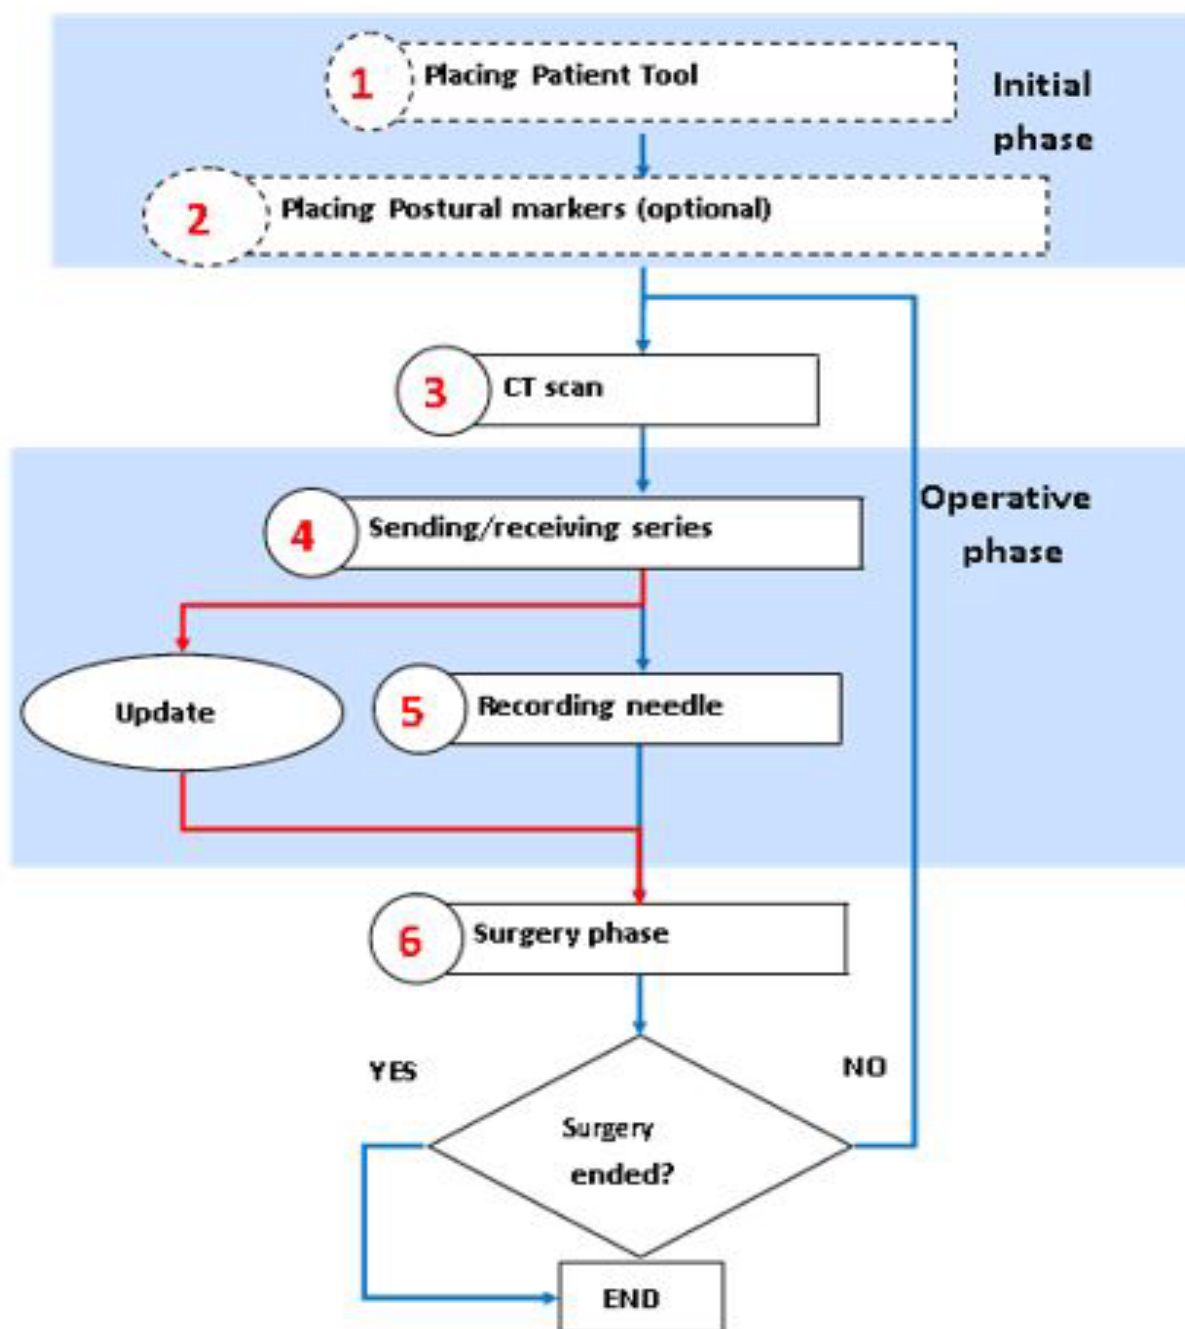 1 Placing Patient Tool
Initial
phase
2 Placing Postural markers (optional)
3 CT scan
4 Sending/receiving series
Operative
phase
Update
5 Recording needle
6 Surgery phase
YES
NO
Surgery
ended?
END